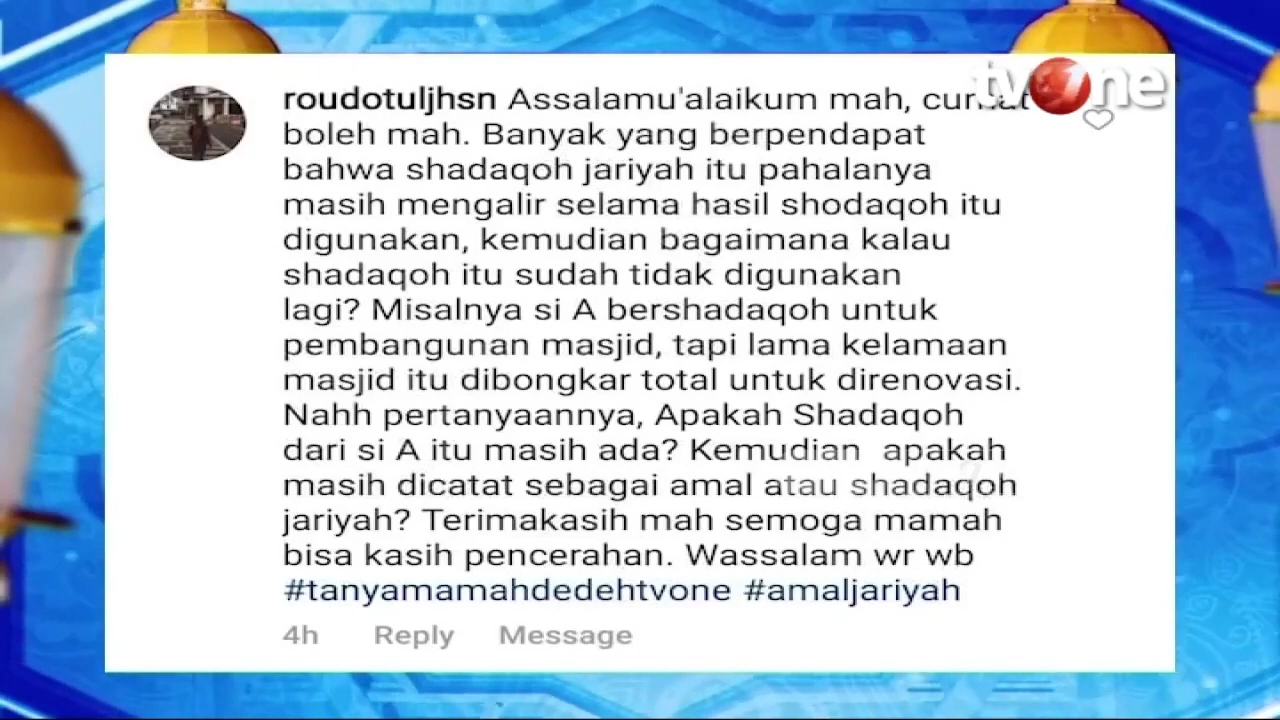 tvOne
roudotuljhsn Assalamu'alaikum mah, curhat
boleh mah. Banyak yang berpendapat
bahwa shadaqoh jariyah itu pahalanya
masih mengalir selama hasil shodaqoh itu
digunakan, kemudian bagaimana kalau
shadaqoh itu sudah tidak digunakan
lagi? Misalnya si A bershadaqoh untuk
pembangunan masjid, tapi lama kelamaan
masjid itu dibongkar total untuk direnovasi.
Nahh pertanyaannya, Apakah Shadaqoh
dari si A itu masih ada? Kemudian apakah
masih dicatat sebagai amal atau shadaqoh
jariyah? Terimakasih mah semoga mamah
bisa kasih pencerahan. Wassalam wr wb
#tanyamamahdedehtvone #amaljariyah
4h Reply Message